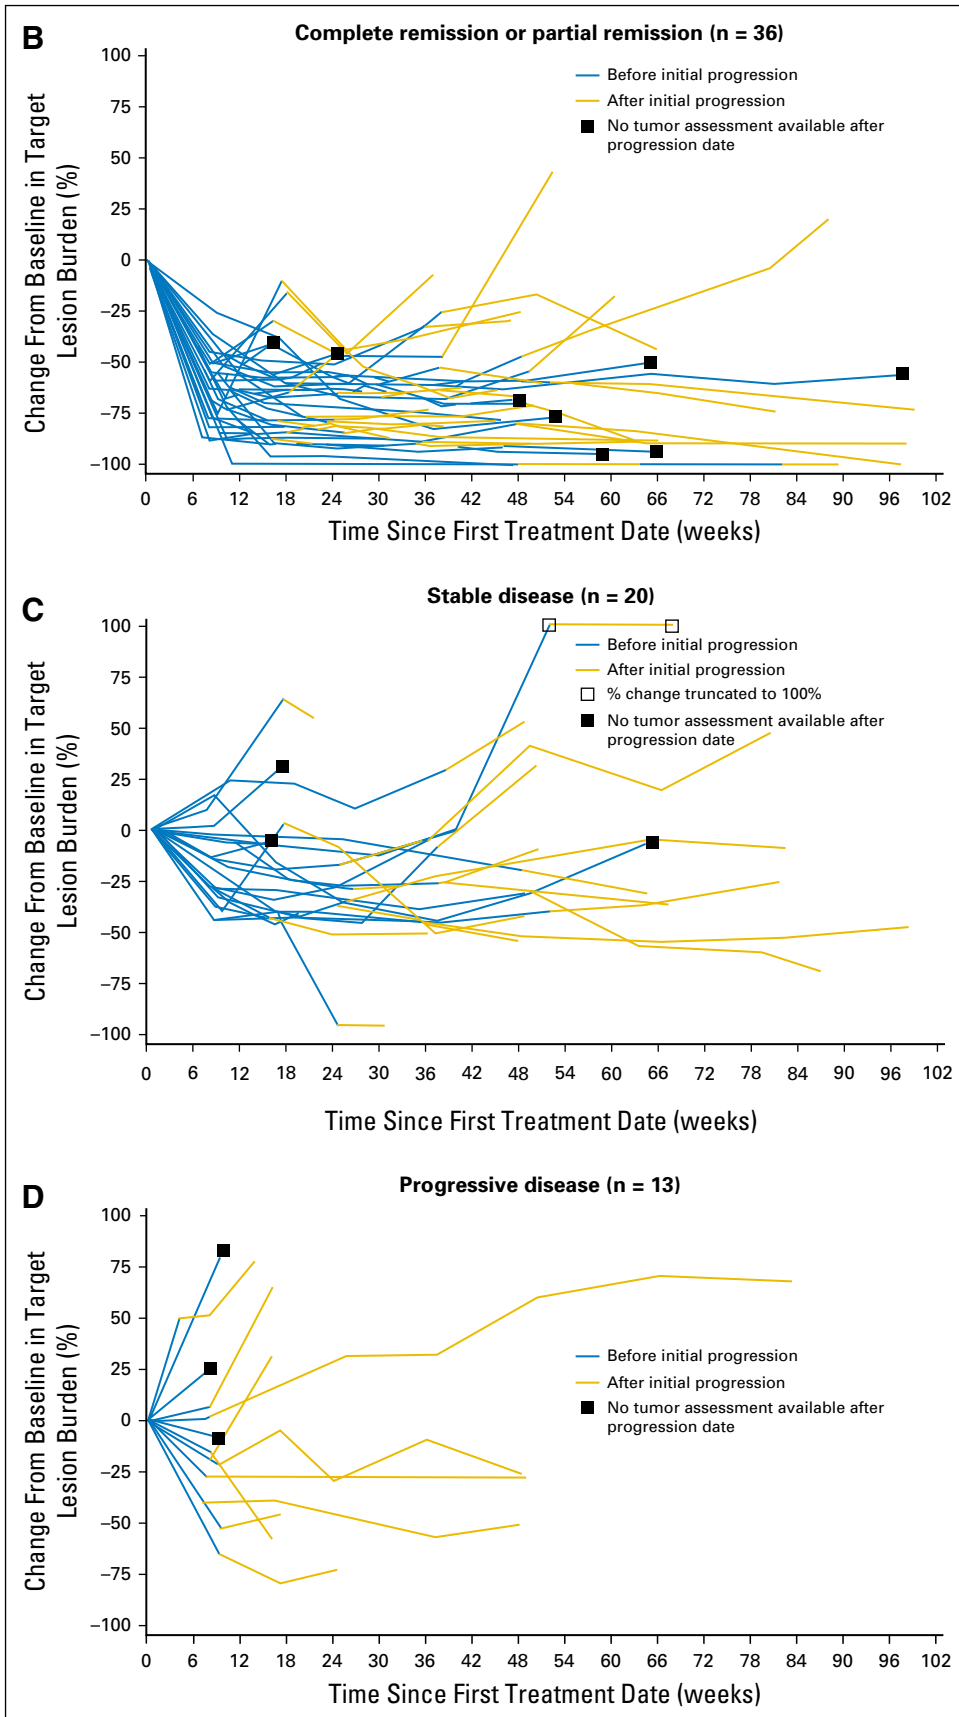 B
Complete remission or partial remission (n = 36)
Change From Baseline in Target
Lesion Burden (%)
100
75
50
25
0
–25
–50
–75
–100
Before initial progression
After initial progression
No tumor assessment available after
progression date
0 6 12 18 24 30 36 42 48 54 60 66 72 78 84 90 96 102
Time Since First Treatment Date (weeks)
C
Stable disease (n = 20)
Change From Baseline in Target
Lesion Burden (%)
100
75
50
25
0
–25
–50
–75
–100
Before initial progression
After initial progression
% change truncated to 100%
No tumor assessment available after
progression date
0 6 12 18 24 30 36 42 48 54 60 66 72 78 84 90 96 102
Time Since First Treatment Date (weeks)
D
Progressive disease (n = 13)
Change From Baseline in Target
Lesion Burden (%)
100
75
50
25
0
–25
–50
–75
–100
Before initial progression
After initial progression
No tumor assessment available after
progression date
0 6 12 18 24 30 36 42 48 54 60 66 72 78 84 90 96 102
Time Since First Treatment Date (weeks)